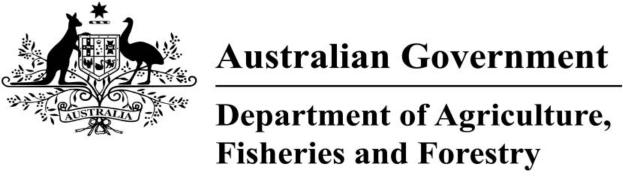 AUSTRALIA
Australian Government
Department of Agriculture,
Fisheries and Forestry